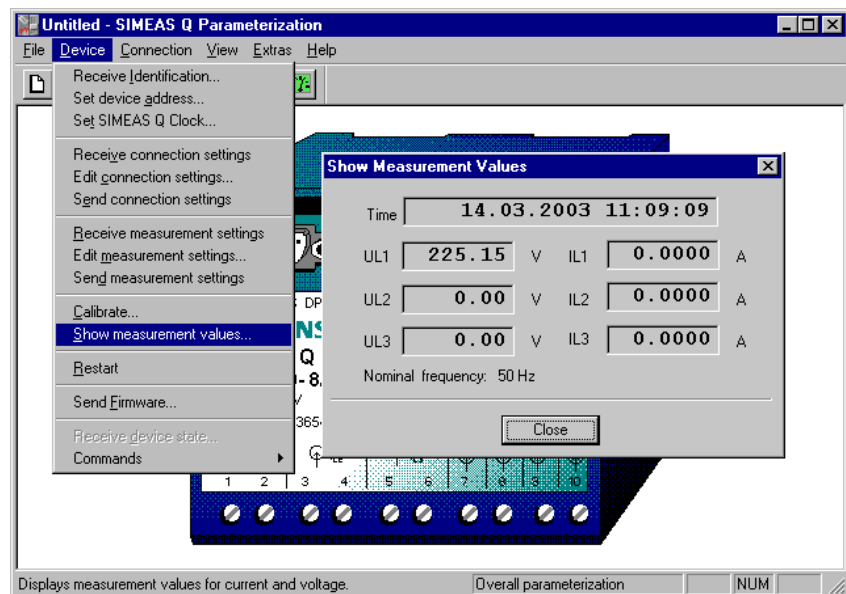 Untitled - SIMEAS Q Parameterization
File Device Connection View Extras Help
Receive Identification...
Set device address...
Set SIMEAS Q Clock...
Receive connection settings
Edit connection settings...
Send connection settings
Receive measurement settings
Edit measurement settings...
Send measurement settings
Calibrate...
Show measurement values...
Restart
Send Firmware...
Receive device state...
Commands
DP
NS
Q
- 8.
V
365
Show Measurement Values
Time 14.03.2003 11:09:09
UL1 225.15 V IL1 0.0000 A
UL2 0.00 V IL2 0.0000 A
UL3 0.00 V IL3 0.0000 A
Nominal frequency: 50 Hz
Close
1 2 3 4 5 6 7 8 9 10
Displays measurement values for current and voltage. Overall parameterization NUM